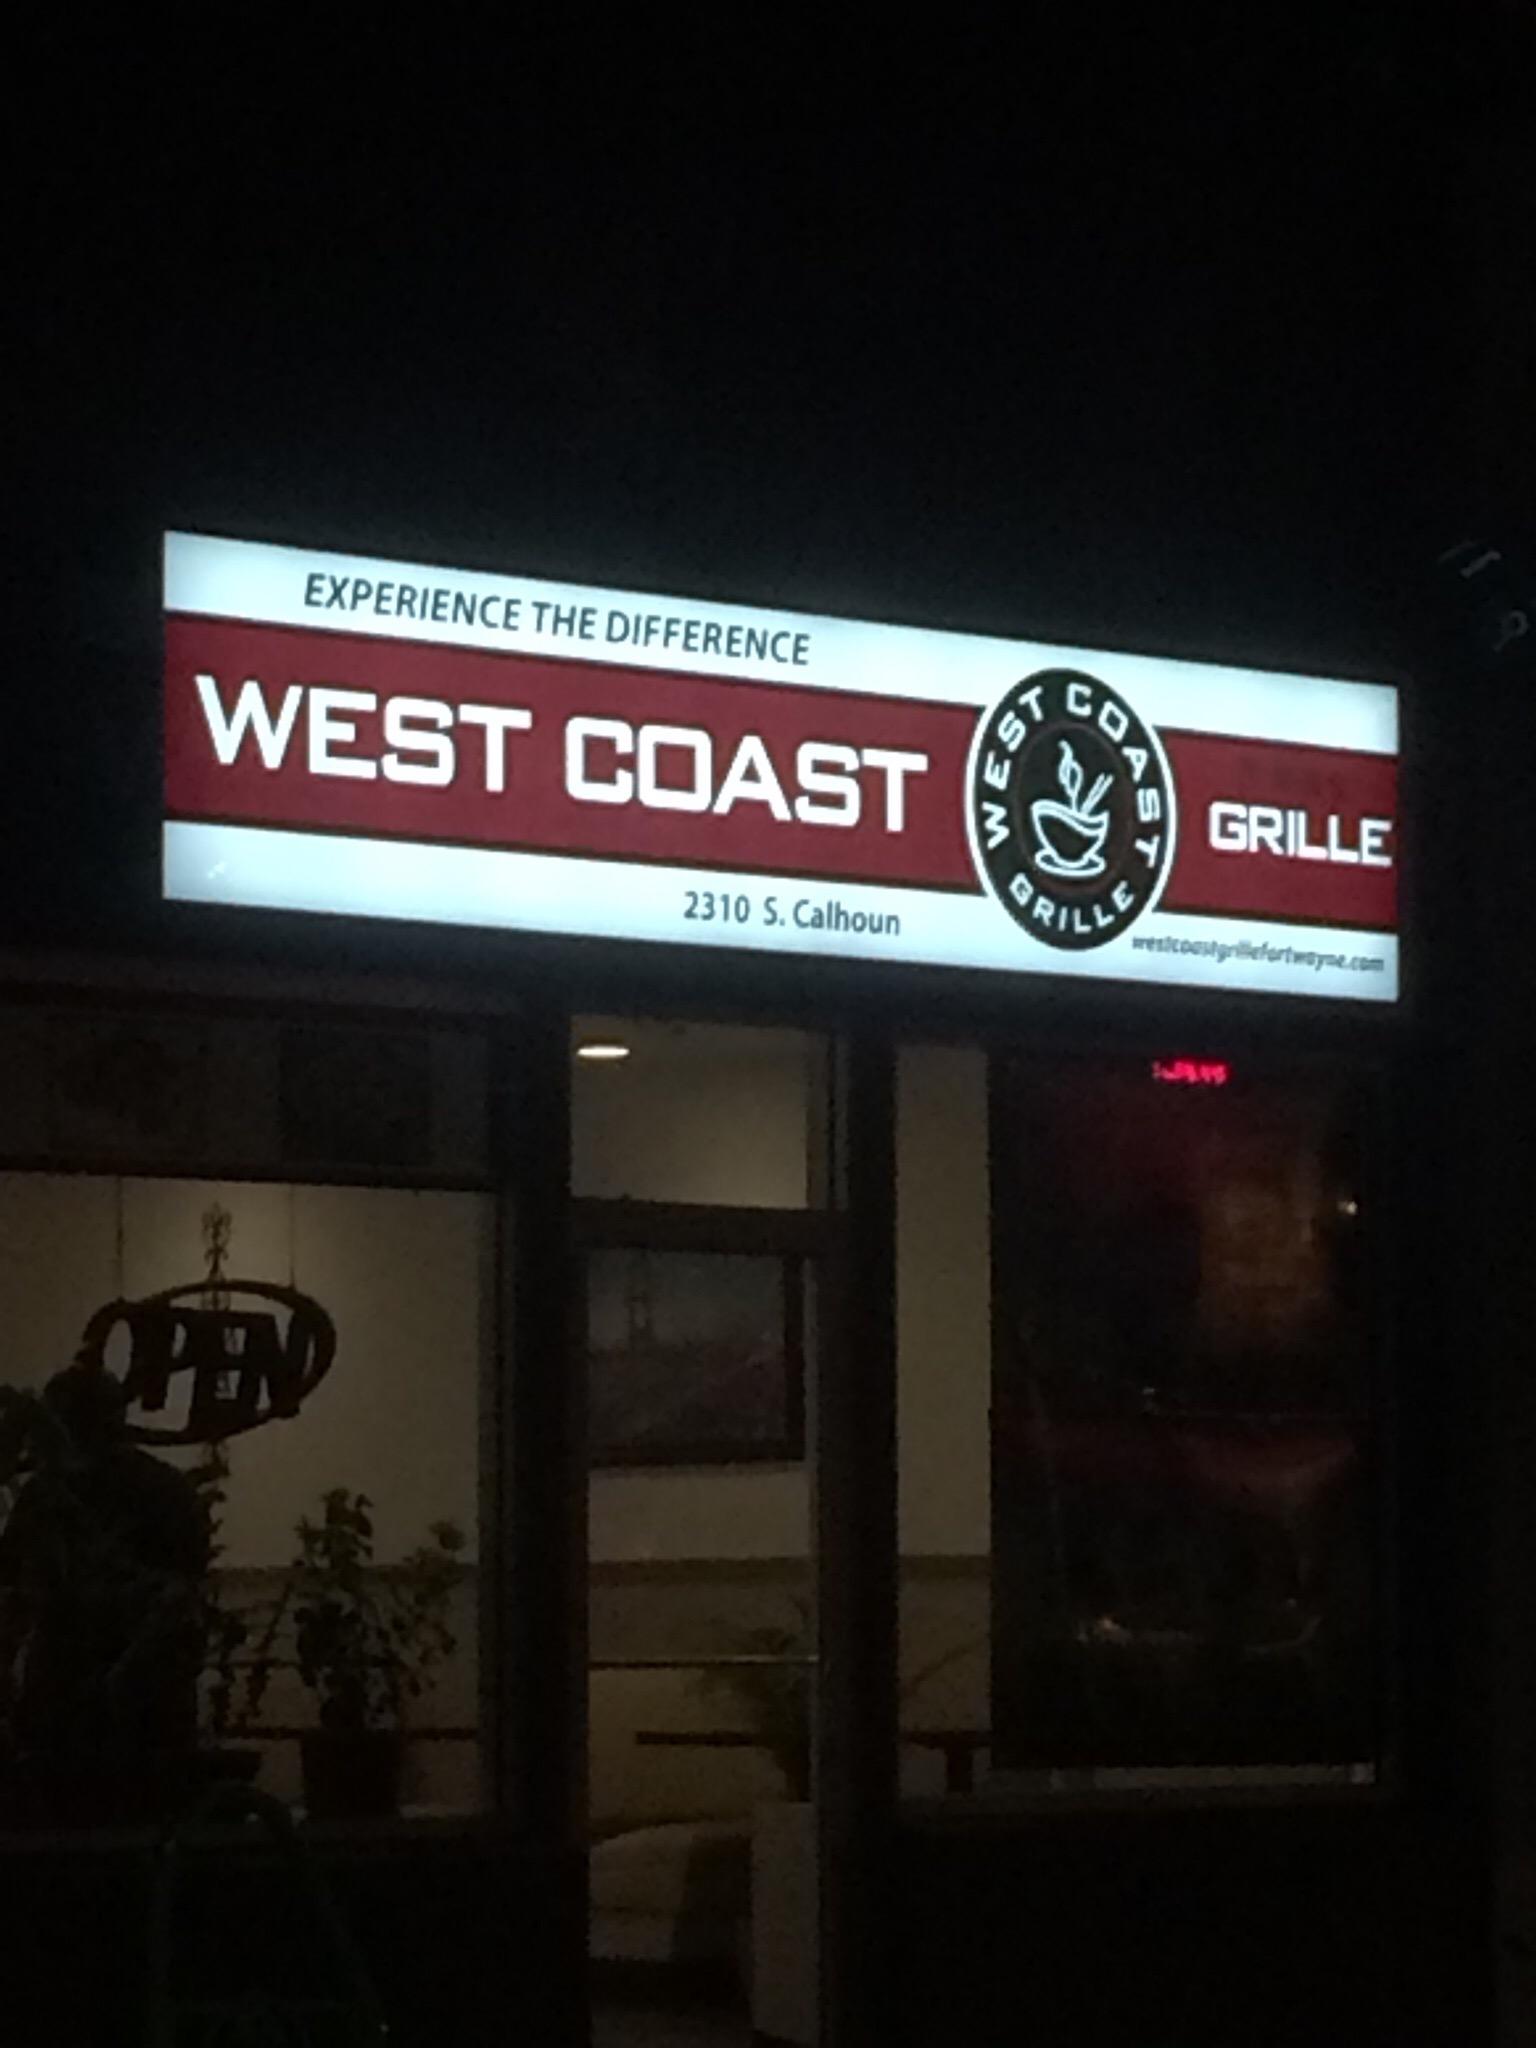 EXPERIENCE THE DIFFERENCE
WEST COAST
WEST COAST GRILLE
GRILLE
2310 S. Calhoun
westcoastgrillefortwayne.com
OPEN